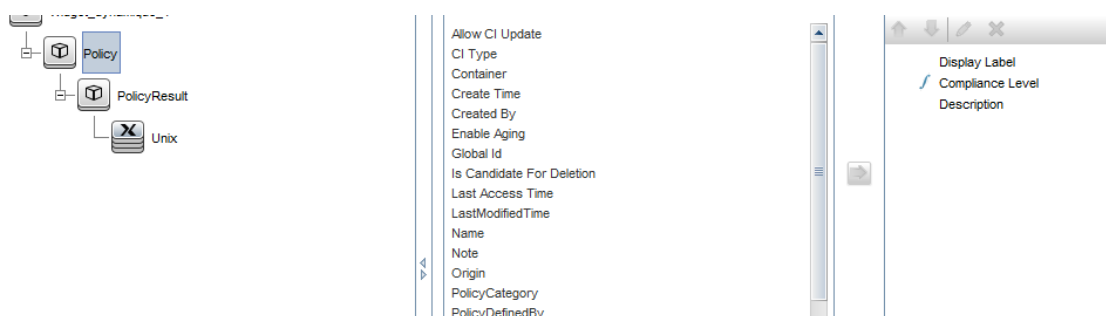 Policy
PolicyResult
Unix
Allow CI Update
CI Type
Container
Create Time
Created By
Enable Aging
Global Id
Is Candidate For Deletion
Last Access Time
LastModifiedTime
Name
Note
Origin
PolicyCategory
PolicyDefinedBy
Display Label
Compliance Level
Description